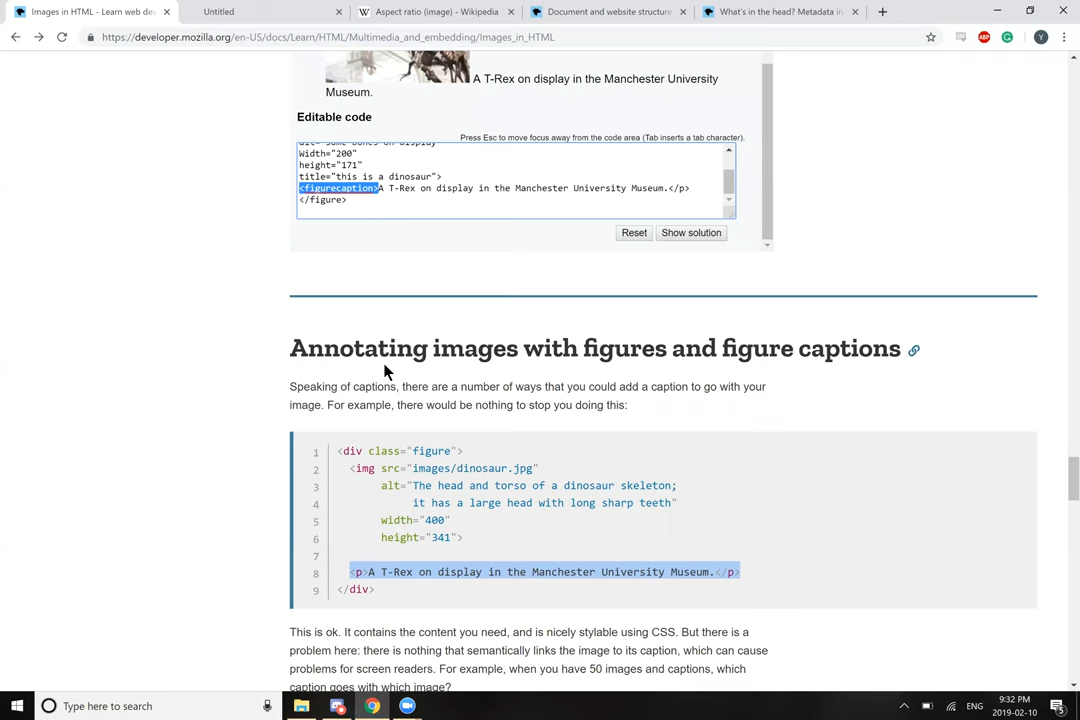 Images in HTML - Learn web dev
Untitled
Aspect ratio (image) - Wikipedia
Document and website structure
What's in the head? Metadata in
https://developer.mozilla.org/en-US/docs/Learn/HTML/Multimedia_and_embedding/Images_in_HTML
ABP
G
Y
A T-Rex on display in the Manchester University
Museum.
Editable code
Press Esc to move focus away from the code area (Tab inserts a tab character).
alt="some bones on display"
Width="200"
height="171"
title="this is a dinosaur">
<figurecaption>A T-Rex on display in the Manchester University Museum.</p>
</figure>
Reset
Show solution
Annotating images with figures and figure captions
Speaking of captions, there are a number of ways that you could add a caption to go with your
image. For example, there would be nothing to stop you doing this:
1 <div class="figure">
2 <img src="images/dinosaur.jpg"
3 alt="The head and torso of a dinosaur skeleton;
4 it has a large head with long sharp teeth"
5 width="400"
6 height="341">
7
8 <p>A T-Rex on display in the Manchester University Museum.</p>
9 </div>
This is ok. It contains the content you need, and is nicely stylable using CSS. But there is a
problem here: there is nothing that semantically links the image to its caption, which can cause
problems for screen readers. For example, when you have 50 images and captions, which
caption goes with which image?
Type here to search
ENG
9:32 PM
2019-02-10
5